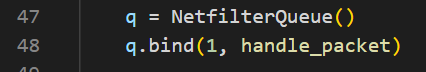 47 q = NetfilterQueue()
48 q.bind(1, handle_packet)